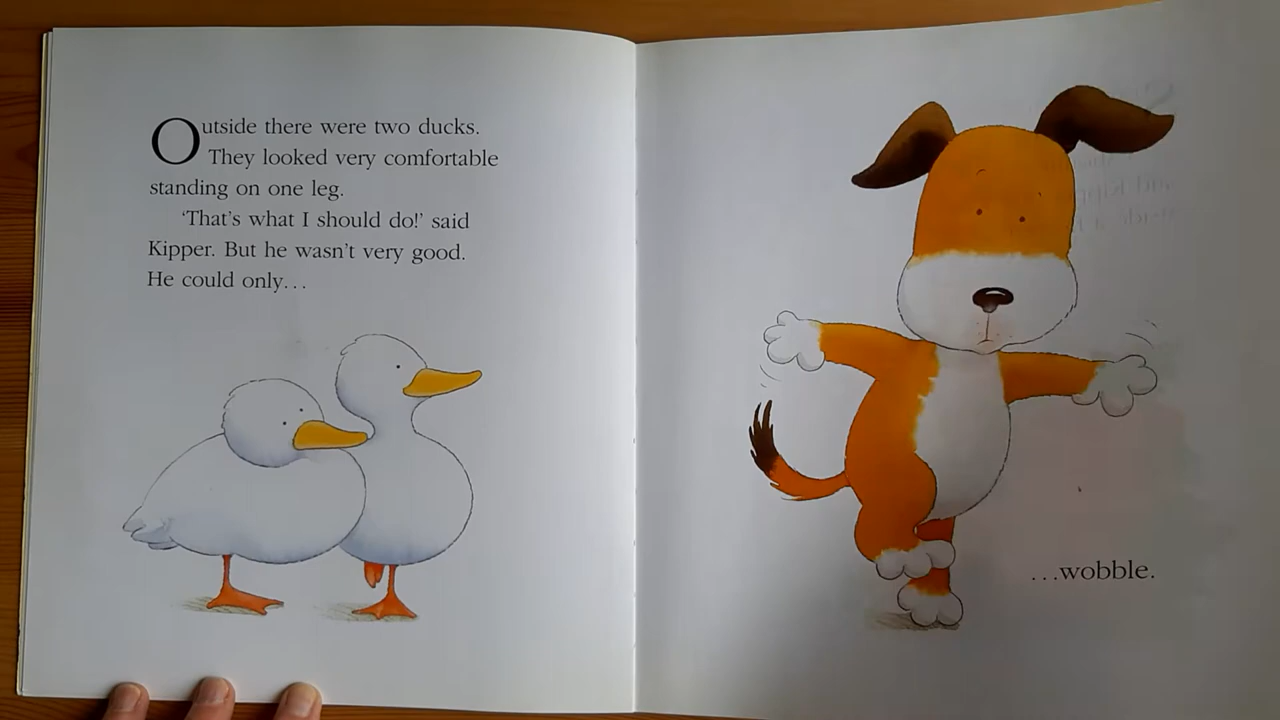 Outside there were two ducks.
They looked very comfortable
standing on one leg.
'That's what I should do!' said
Kipper. But he wasn't very good.
He could only...
...wobble.